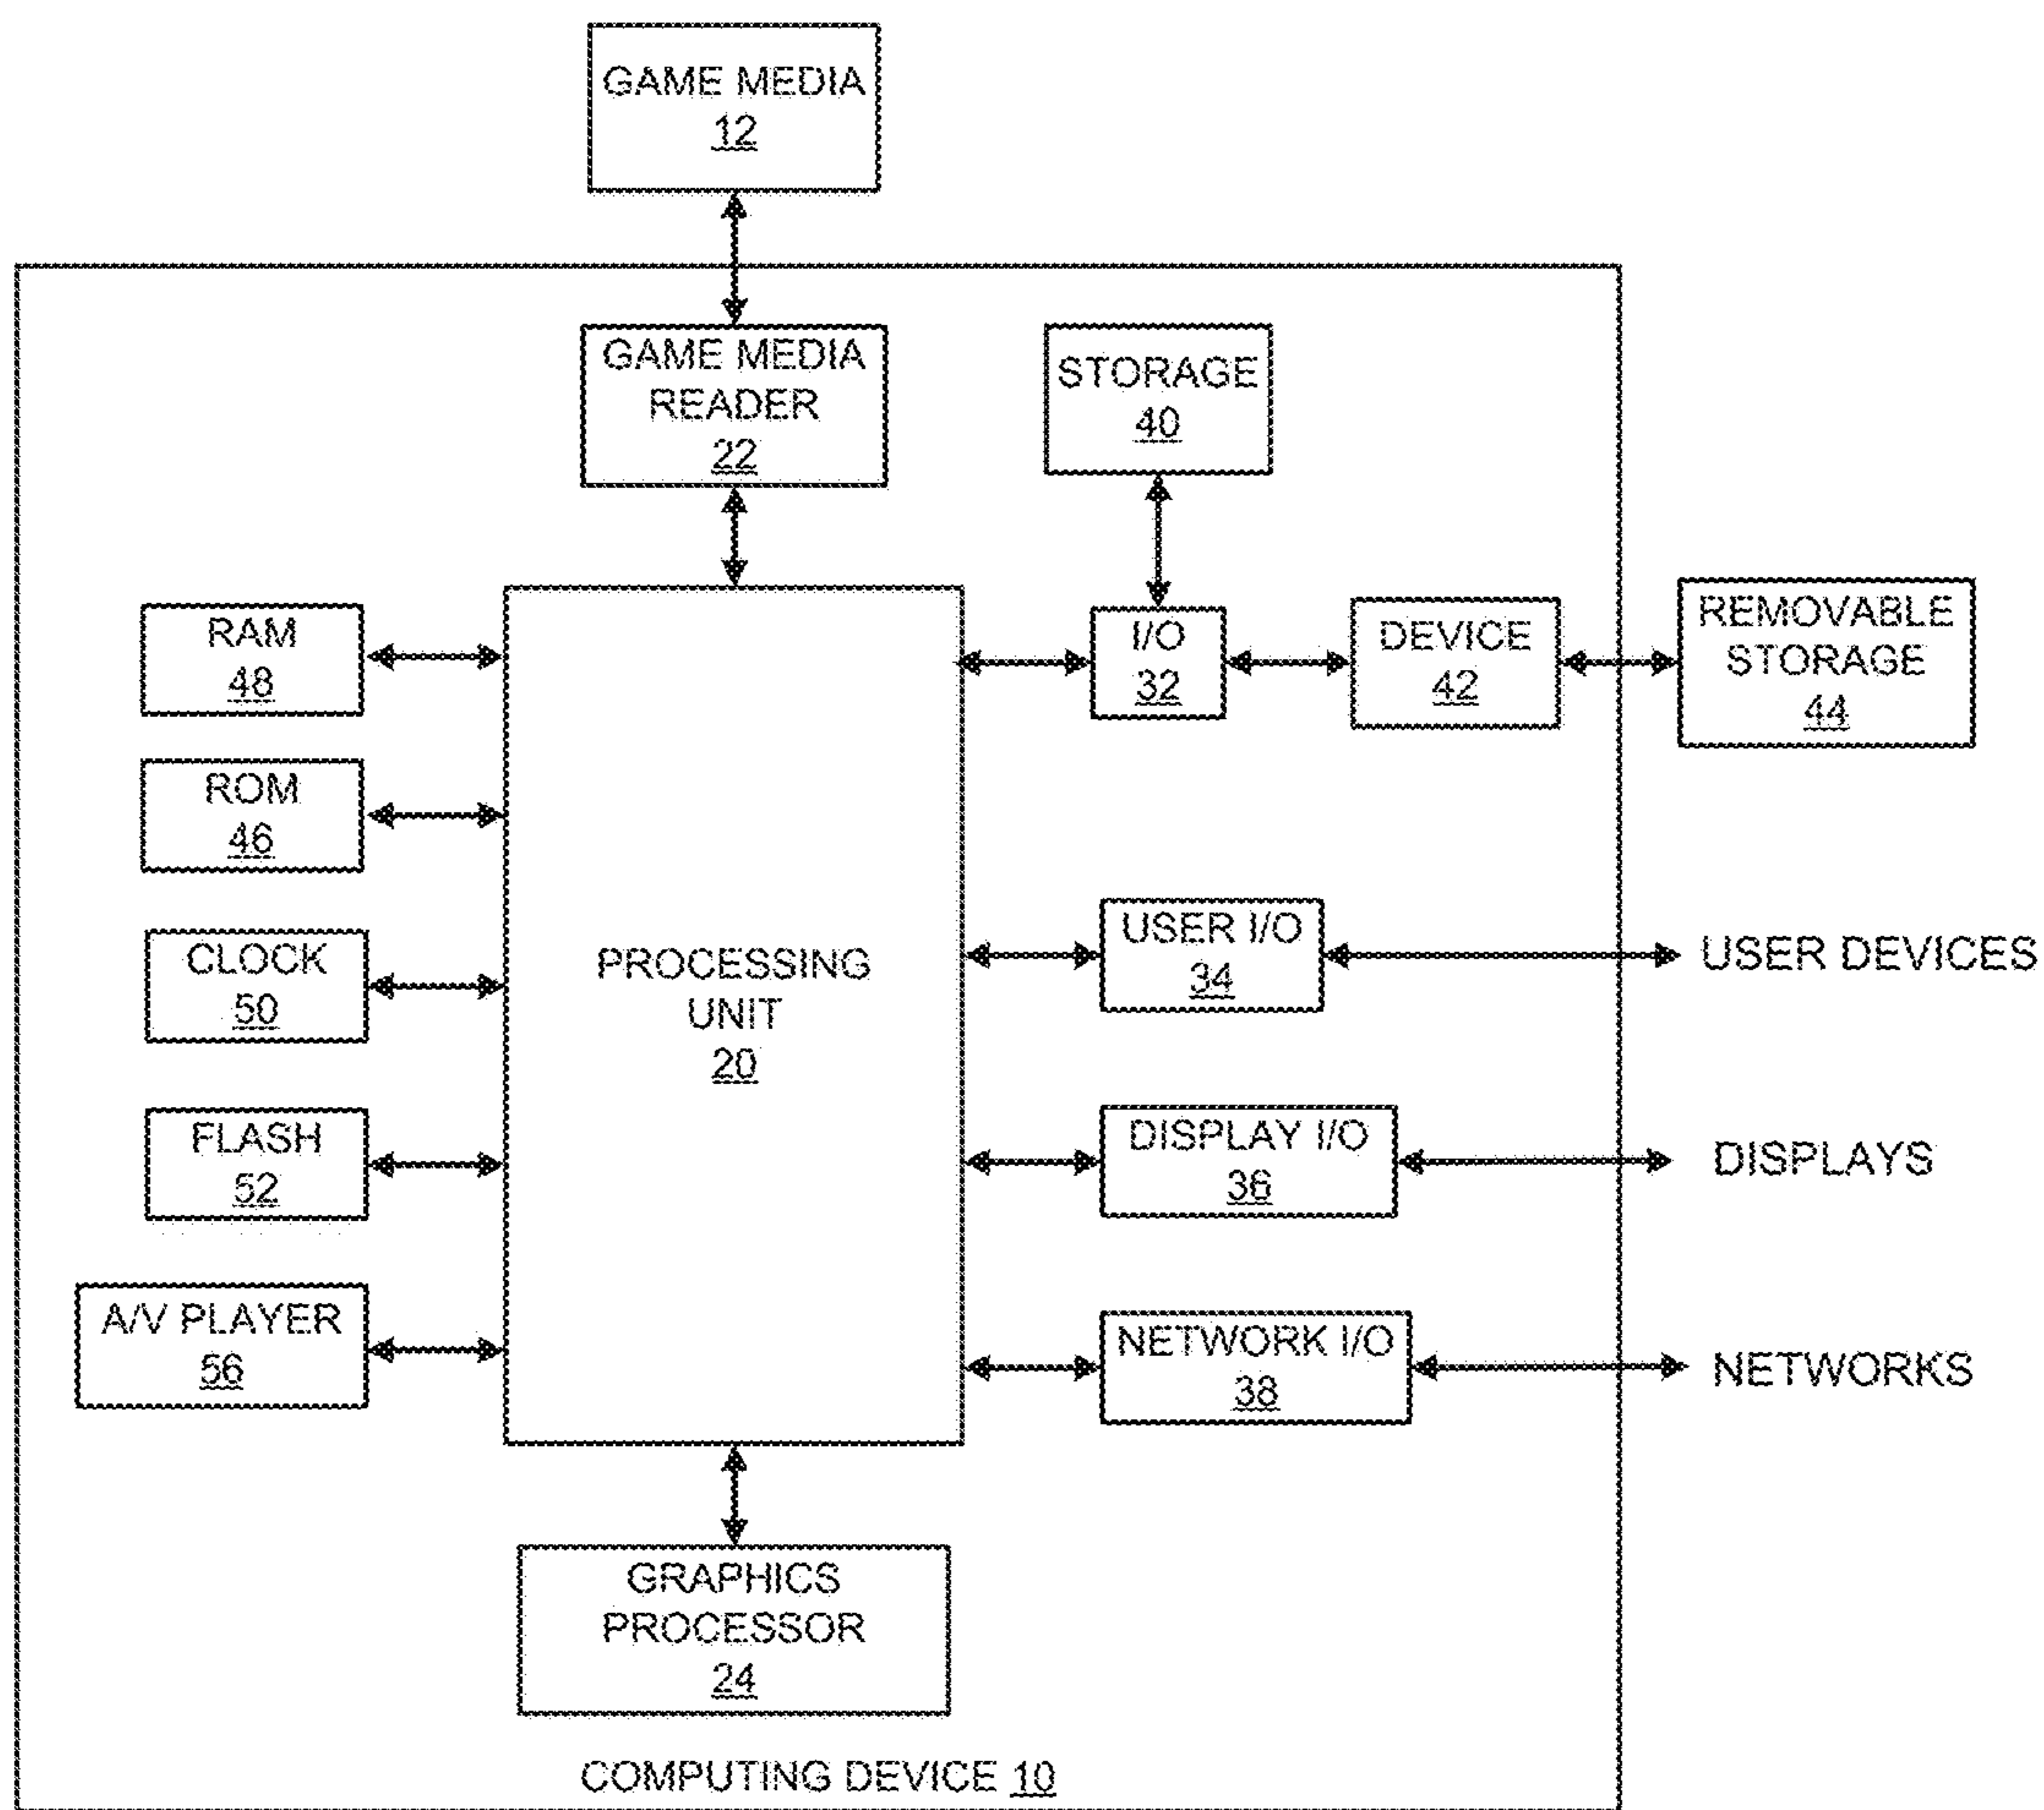 GAME MEDIA
12
GAME MEDIA
READER
22
STORAGE
40
RAM
48
I/O
32
DEVICE
42
REMOVABLE
STORAGE
44
ROM
46
CLOCK
50
PROCESSING
UNIT
20
USER I/O
34
USER DEVICES
FLASH
52
DISPLAY I/O
36
DISPLAYS
A/V PLAYER
56
NETWORK I/O
38
NETWORKS
GRAPHICS
PROCESSOR
24
COMPUTING DEVICE 10